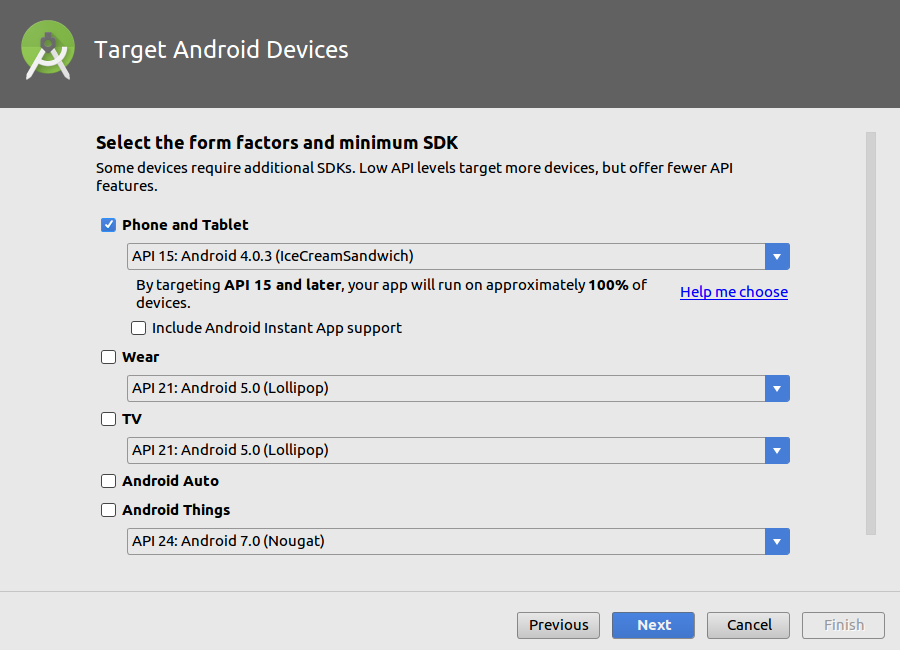 Target Android Devices
Select the form factors and minimum SDK
Some devices require additional SDKs. Low API levels target more devices, but offer fewer API
features.
Phone and Tablet
API 15: Android 4.0.3 (IceCreamSandwich)
By targeting API 15 and later, your app will run on approximately 100% of
devices.
Help me choose
Include Android Instant App support
Wear
API 21: Android 5.0 (Lollipop)
TV
API 21: Android 5.0 (Lollipop)
Android Auto
Android Things
API 24: Android 7.0 (Nougat)
Previous Next Cancel Finish